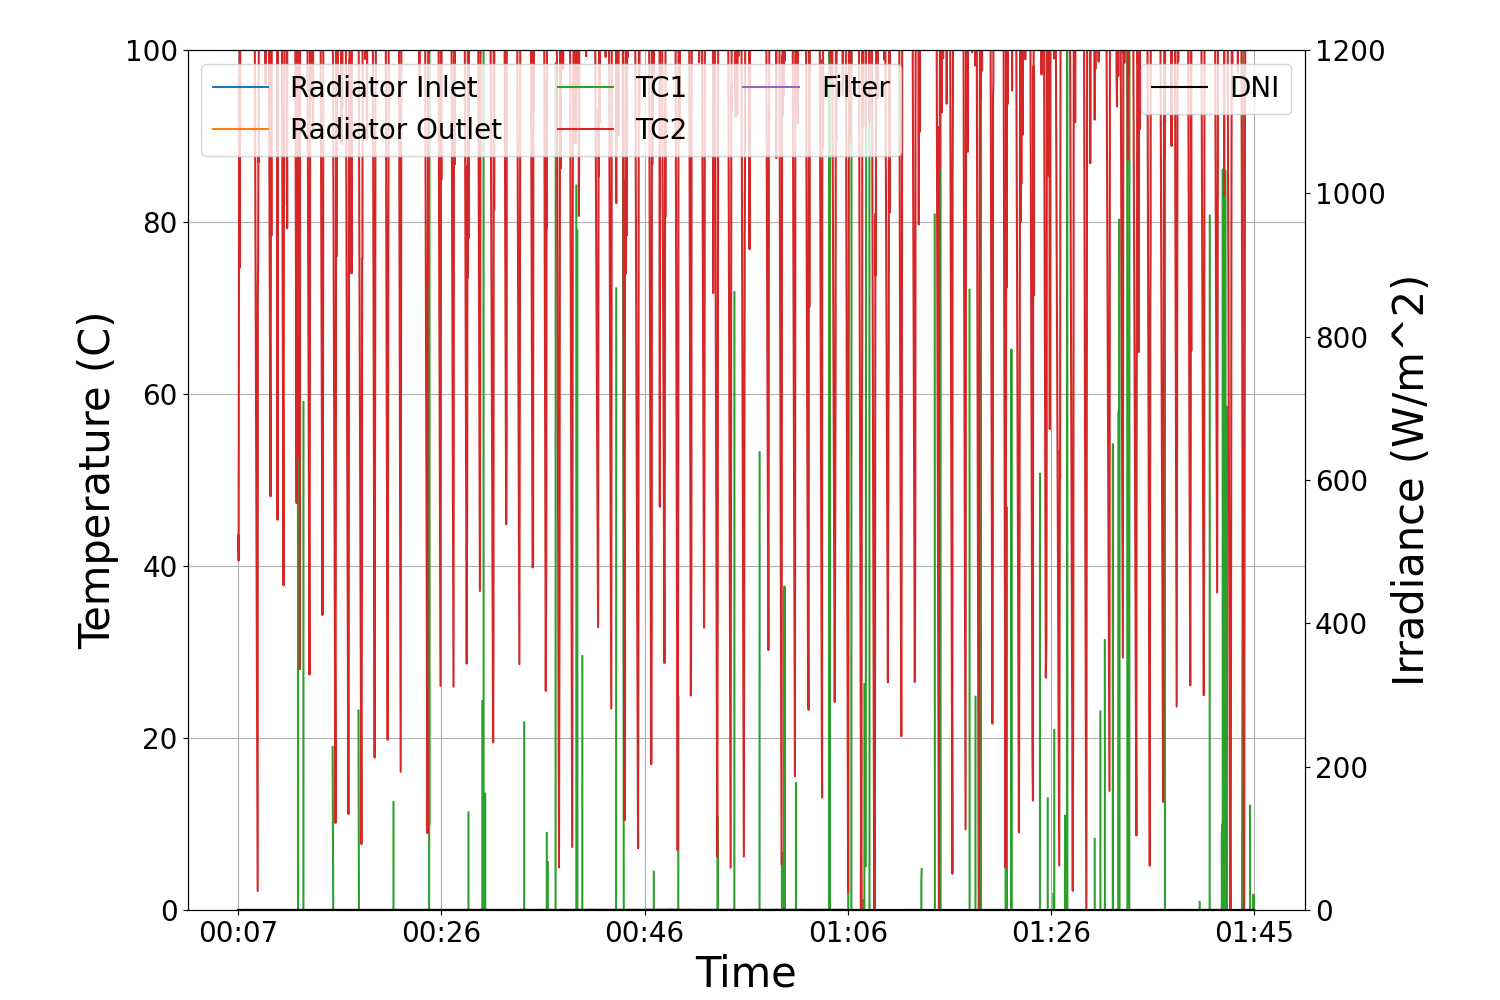 100
1200
Radiator Inlet
TC1
Filter
DNI
Radiator Outlet
TC2
80
1000
60
800
40
600
20
400
0
200
0
Temperature (C)
Irradiance (W/m^2)
00:07
00:26
00:46
01:06
01:26
01:45
Time